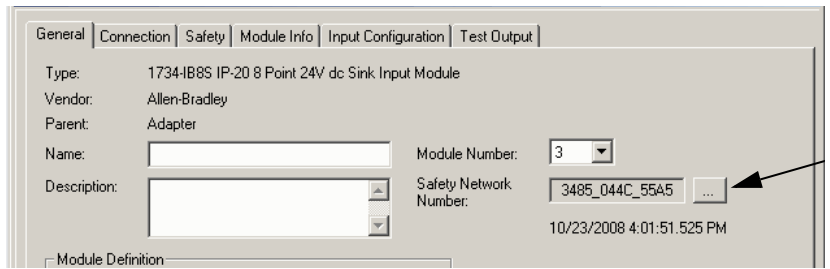 General Connection Safety Module Info Input Configuration Test Output
Type: 1734-IB8S IP-20 8 Point 24V dc Sink Input Module
Vendor: Allen-Bradley
Parent: Adapter
Name: Module Number: 3
Description: Safety Network Number: 3485_044C_55A5 ...
10/23/2008 4:01:51.525 PM
Module Definition